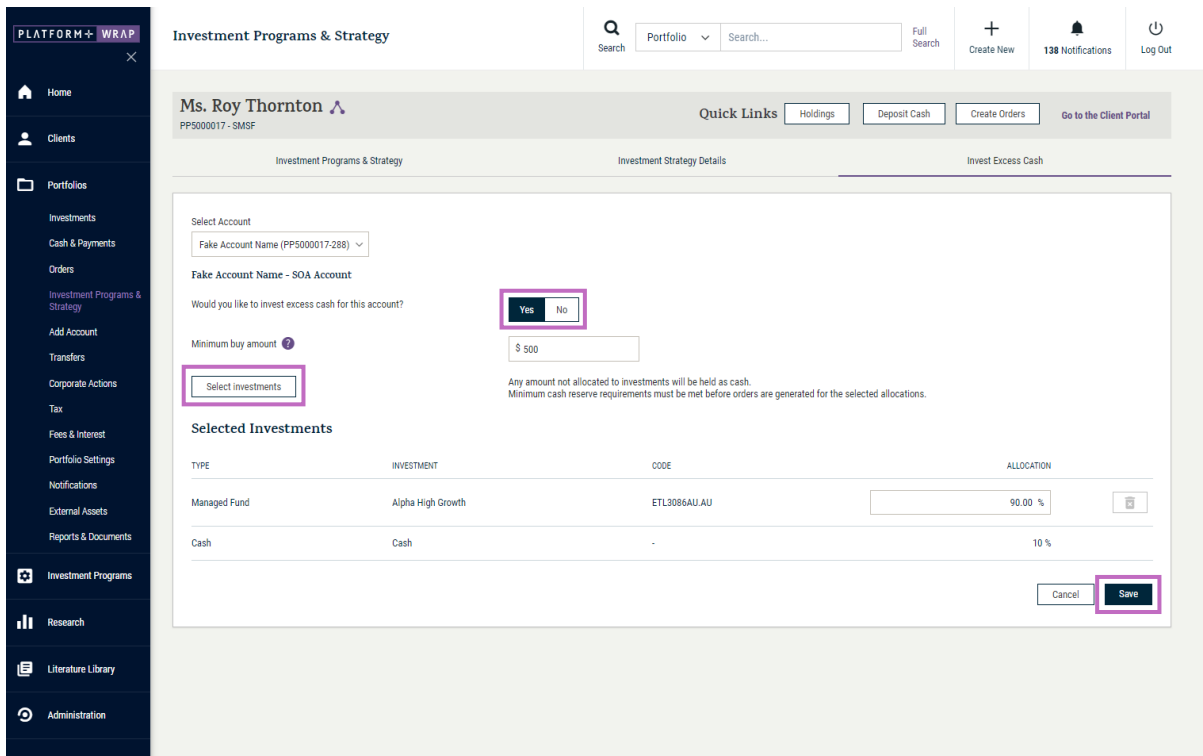 PLATFORM+ WRAP
Home
Clients
Portfolios
Investments
Cash & Payments
Orders
Investment Programs &
Strategy
Add Account
Transfers
Corporate Actions
Tax
Fees & Interest
Portfolio Settings
Notifications
External Assets
Reports & Documents
Investment Programs
Research
Literature Library
Administration
Investment Programs & Strategy
Search
Portfolio
Search...
Full
Search
Create New
138 Notifications
Log Out
Ms. Roy Thornton
PP5000017 - SMSF
Quick Links
Holdings
Deposit Cash
Create Orders
Go to the Client Portal
Investment Programs & Strategy
Investment Strategy Details
Invest Excess Cash
Select Account
Fake Account Name (PP5000017-288)
Fake Account Name - SOA Account
Would you like to invest excess cash for this account?
Yes No
Minimum buy amount ?
$ 500
Select investments
Any amount not allocated to investments will be held as cash.
Minimum cash reserve requirements must be met before orders are generated for the selected allocations.
Selected Investments
TYPE INVESTMENT CODE ALLOCATION
Managed Fund Alpha High Growth ETL3086AU.AU 90.00 %
Cash Cash - 10 %
Cancel
Save